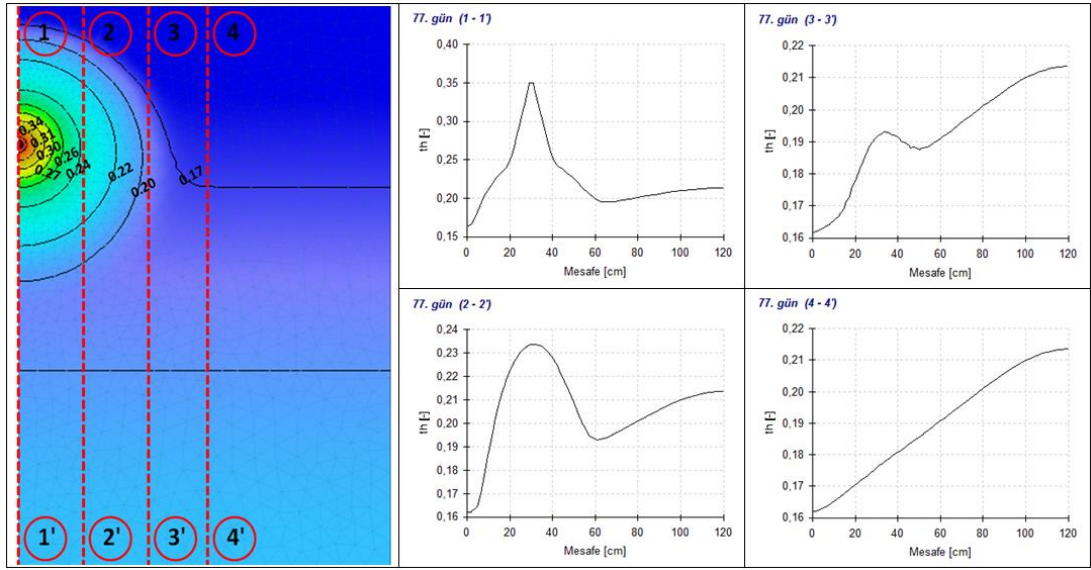 1 2 3 4
0.34
0.31
0.30
0.26
0.27
0.24
0.22
0.20
0.17
1' 2' 3' 4'
77. gün (1 - 1')
th [-]
0,40
0,35
0,30
0,25
0,20
0,15
0 20 40 60 80 100 120
Mesafe [cm]
77. gün (3 - 3')
th [-]
0,22
0,21
0,20
0,19
0,18
0,17
0,16
0 20 40 60 80 100 120
Mesafe [cm]
77. gün (2 - 2')
th [-]
0,24
0,23
0,22
0,21
0,20
0,19
0,18
0,17
0,16
0 20 40 60 80 100 120
Mesafe [cm]
77. gün (4 - 4')
th [-]
0,22
0,21
0,20
0,19
0,18
0,17
0,16
0 20 40 60 80 100 120
Mesafe [cm]